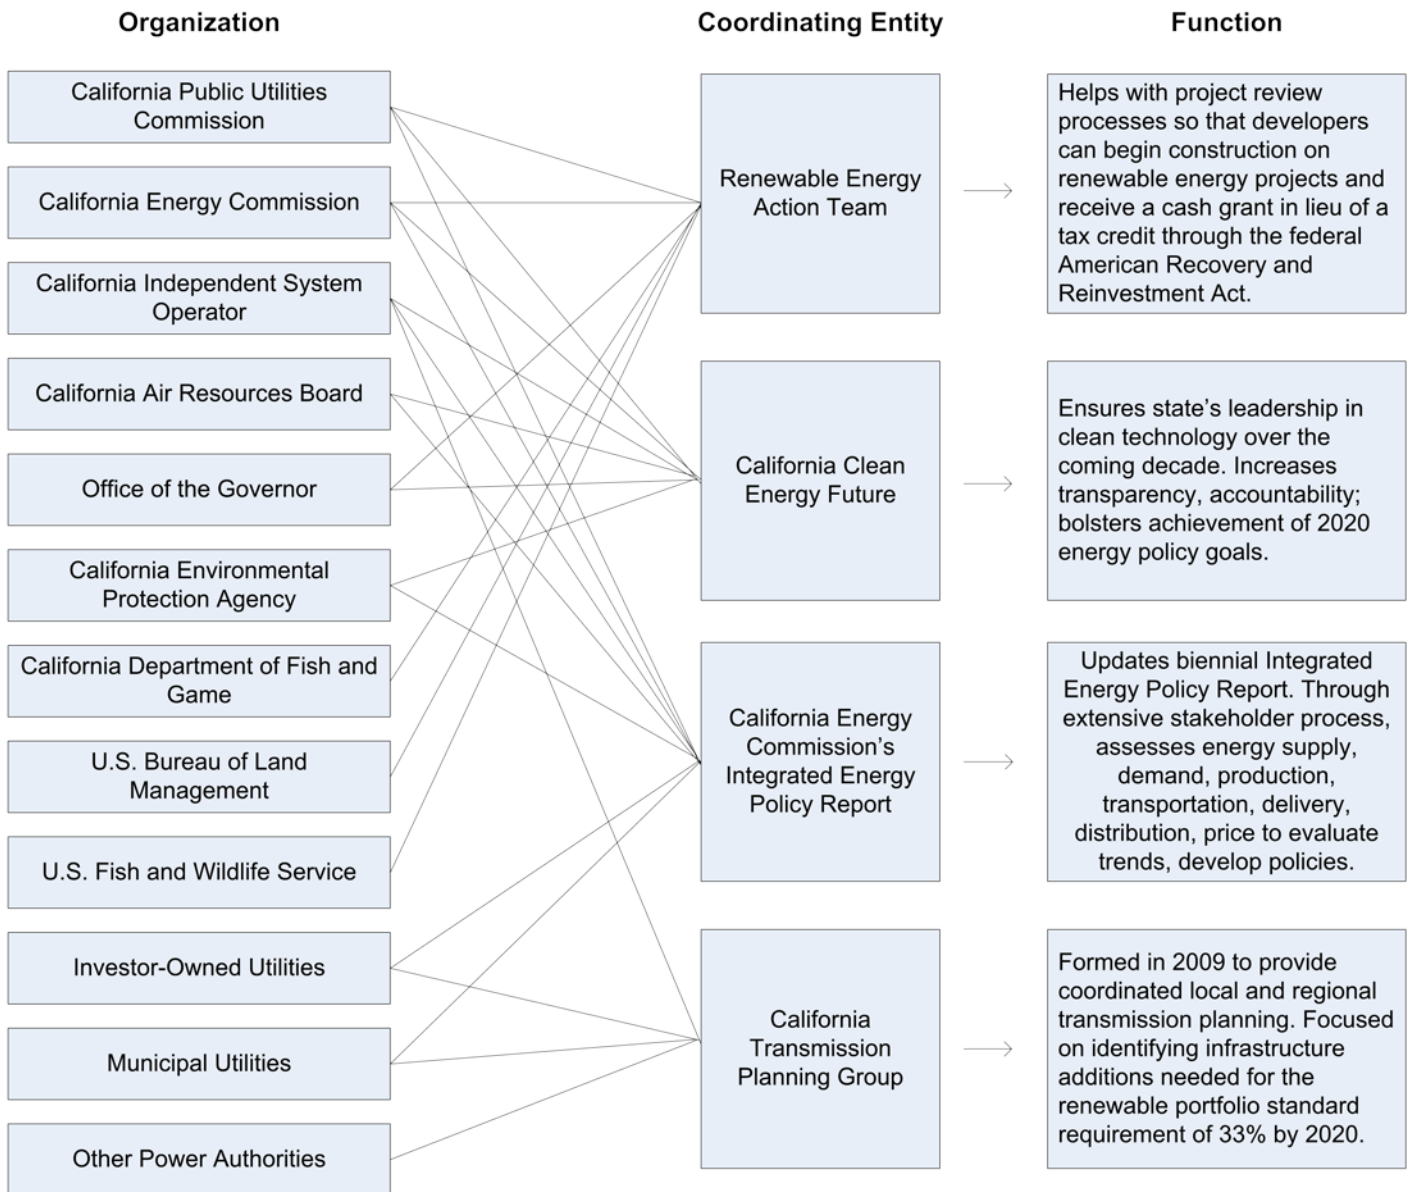 Organization
Coordinating Entity
Function
California Public Utilities
Commission
California Energy Commission
California Independent System
Operator
California Air Resources Board
Office of the Governor
California Environmental
Protection Agency
California Department of Fish and
Game
U.S. Bureau of Land
Management
U.S. Fish and Wildlife Service
Investor-Owned Utilities
Municipal Utilities
Other Power Authorities
Renewable Energy
Action Team
California Clean
Energy Future
California Energy
Commission’s
Integrated Energy
Policy Report
California
Transmission
Planning Group
Helps with project review
processes so that developers
can begin construction on
renewable energy projects and
receive a cash grant in lieu of a
tax credit through the federal
American Recovery and
Reinvestment Act.
Ensures state’s leadership in
clean technology over the
coming decade. Increases
transparency, accountability;
bolsters achievement of 2020
energy policy goals.
Updates biennial Integrated
Energy Policy Report. Through
extensive stakeholder process,
assesses energy supply,
demand, production,
transportation, delivery,
distribution, price to evaluate
trends, develop policies.
Formed in 2009 to provide
coordinated local and regional
transmission planning. Focused
on identifying infrastructure
additions needed for the
renewable portfolio standard
requirement of 33% by 2020.